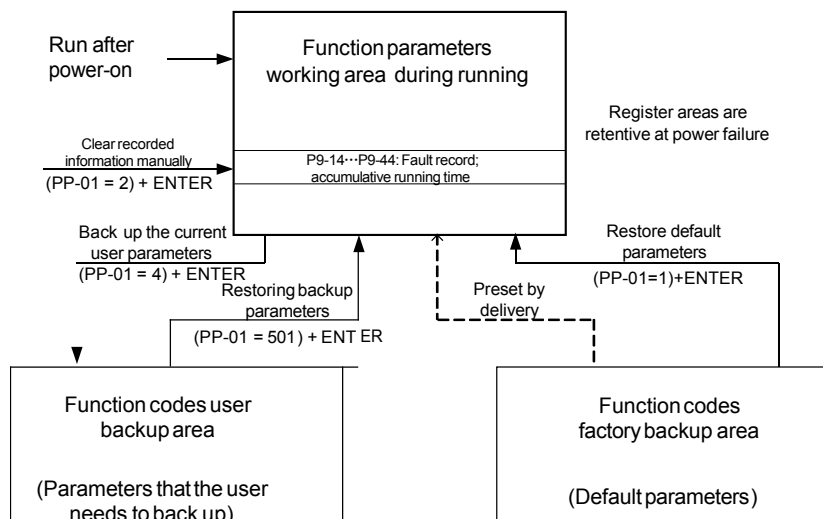 Run after
power-on
Function parameters
working area during running
Register areas are
retentive at power failure
Clear recorded
information manually
(PP-01 = 2) + ENTER
P9-14···P9-44: Fault record;
accumulative running time
Back up the current
user parameters
(PP-01 = 4) + ENTER
Restoring backup
parameters
(PP-01 = 501) + ENT ER
Preset by
delivery
Restore default
parameters
(PP-01=1)+ENTER
Function codes user
backup area
(Parameters that the user
needs to back up)
Function codes
factory backup area
(Default parameters)